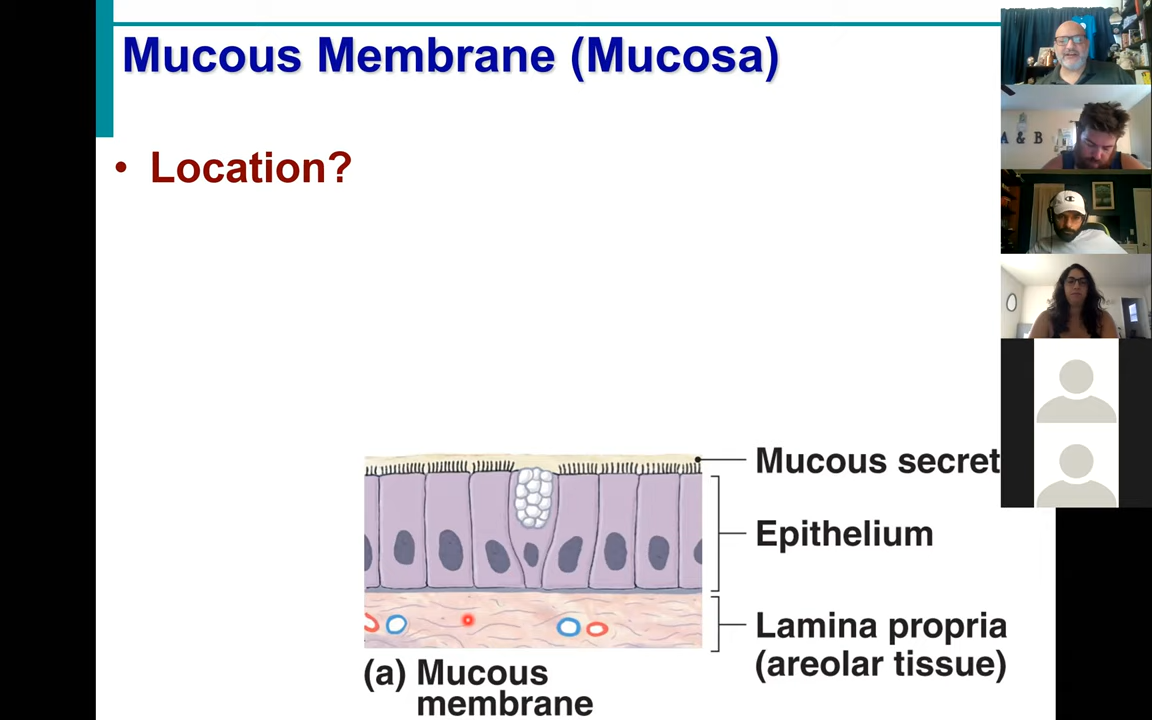 Mucous Membrane (Mucosa)
• Location?
A & B
Mucous secret
Epithelium
Lamina propria
(areolar tissue)
(a) Mucous
membrane